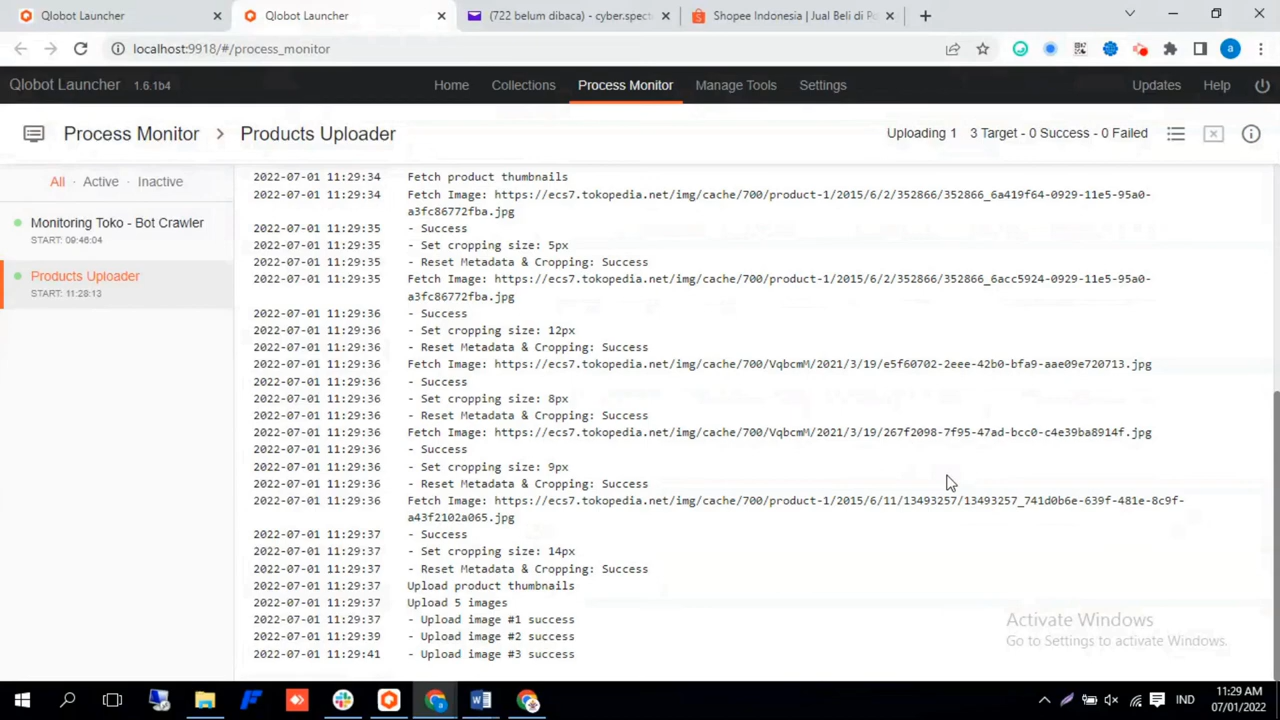 Qlobot Launcher
Qlobot Launcher
(722 belum dibaca) - cyber.spect
Shopee Indonesia | Jual Beli di Po
localhost:9918/#/process_monitor
a
Qlobot Launcher 1.6.1b4
Home
Collections
Process Monitor
Manage Tools
Settings
Updates
Help
Process Monitor > Products Uploader
Uploading 1 3 Target - 0 Success - 0 Failed
All · Active · Inactive
Monitoring Toko - Bot Crawler
START: 09:46:04
Products Uploader
START: 11:28:13
2022-07-01 11:29:34 Fetch product thumbnails
2022-07-01 11:29:34 Fetch Image: https://ecs7.tokopedia.net/img/cache/700/product-1/2015/6/2/352866/352866_6a419f64-0929-11e5-95a0-
a3fc86772fba.jpg
2022-07-01 11:29:35 - Success
2022-07-01 11:29:35 - Set cropping size: 5px
2022-07-01 11:29:35 - Reset Metadata & Cropping: Success
2022-07-01 11:29:35 Fetch Image: https://ecs7.tokopedia.net/img/cache/700/product-1/2015/6/2/352866/352866_6acc5924-0929-11e5-95a0-
a3fc86772fba.jpg
2022-07-01 11:29:36 - Success
2022-07-01 11:29:36 - Set cropping size: 12px
2022-07-01 11:29:36 - Reset Metadata & Cropping: Success
2022-07-01 11:29:36 Fetch Image: https://ecs7.tokopedia.net/img/cache/700/VqbcmM/2021/3/19/e5f60702-2eee-42b0-bfa9-aae09e720713.jpg
2022-07-01 11:29:36 - Success
2022-07-01 11:29:36 - Set cropping size: 8px
2022-07-01 11:29:36 - Reset Metadata & Cropping: Success
2022-07-01 11:29:36 Fetch Image: https://ecs7.tokopedia.net/img/cache/700/VqbcmM/2021/3/19/267f2098-7f95-47ad-bcc0-c4e39ba8914f.jpg
2022-07-01 11:29:36 - Success
2022-07-01 11:29:36 - Set cropping size: 9px
2022-07-01 11:29:36 - Reset Metadata & Cropping: Success
2022-07-01 11:29:36 Fetch Image: https://ecs7.tokopedia.net/img/cache/700/product-1/2015/6/11/13493257/13493257_741d0b6e-639f-481e-8c9f-
a43f2102a065.jpg
2022-07-01 11:29:37 - Success
2022-07-01 11:29:37 - Set cropping size: 14px
2022-07-01 11:29:37 - Reset Metadata & Cropping: Success
2022-07-01 11:29:37 Upload product thumbnails
2022-07-01 11:29:37 Upload 5 images
2022-07-01 11:29:37 - Upload image #1 success
2022-07-01 11:29:39 - Upload image #2 success
2022-07-01 11:29:41 - Upload image #3 success
Activate Windows
Go to Settings to activate Windows.
IND
11:29 AM
07/01/2022